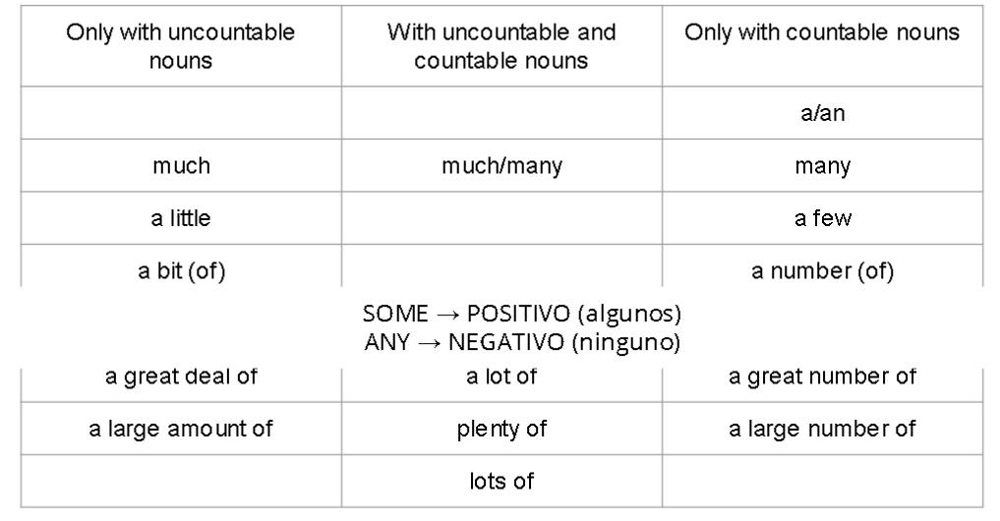 Only with uncountable nouns
With uncountable and countable nouns
Only with countable nouns
a/an
much
much/many
many
a little
a few
a bit (of)
a number (of)
SOME → POSITIVO (algunos)
ANY → NEGATIVO (ninguno)
a great deal of
a lot of
a great number of
a large amount of
plenty of
a large number of
lots of